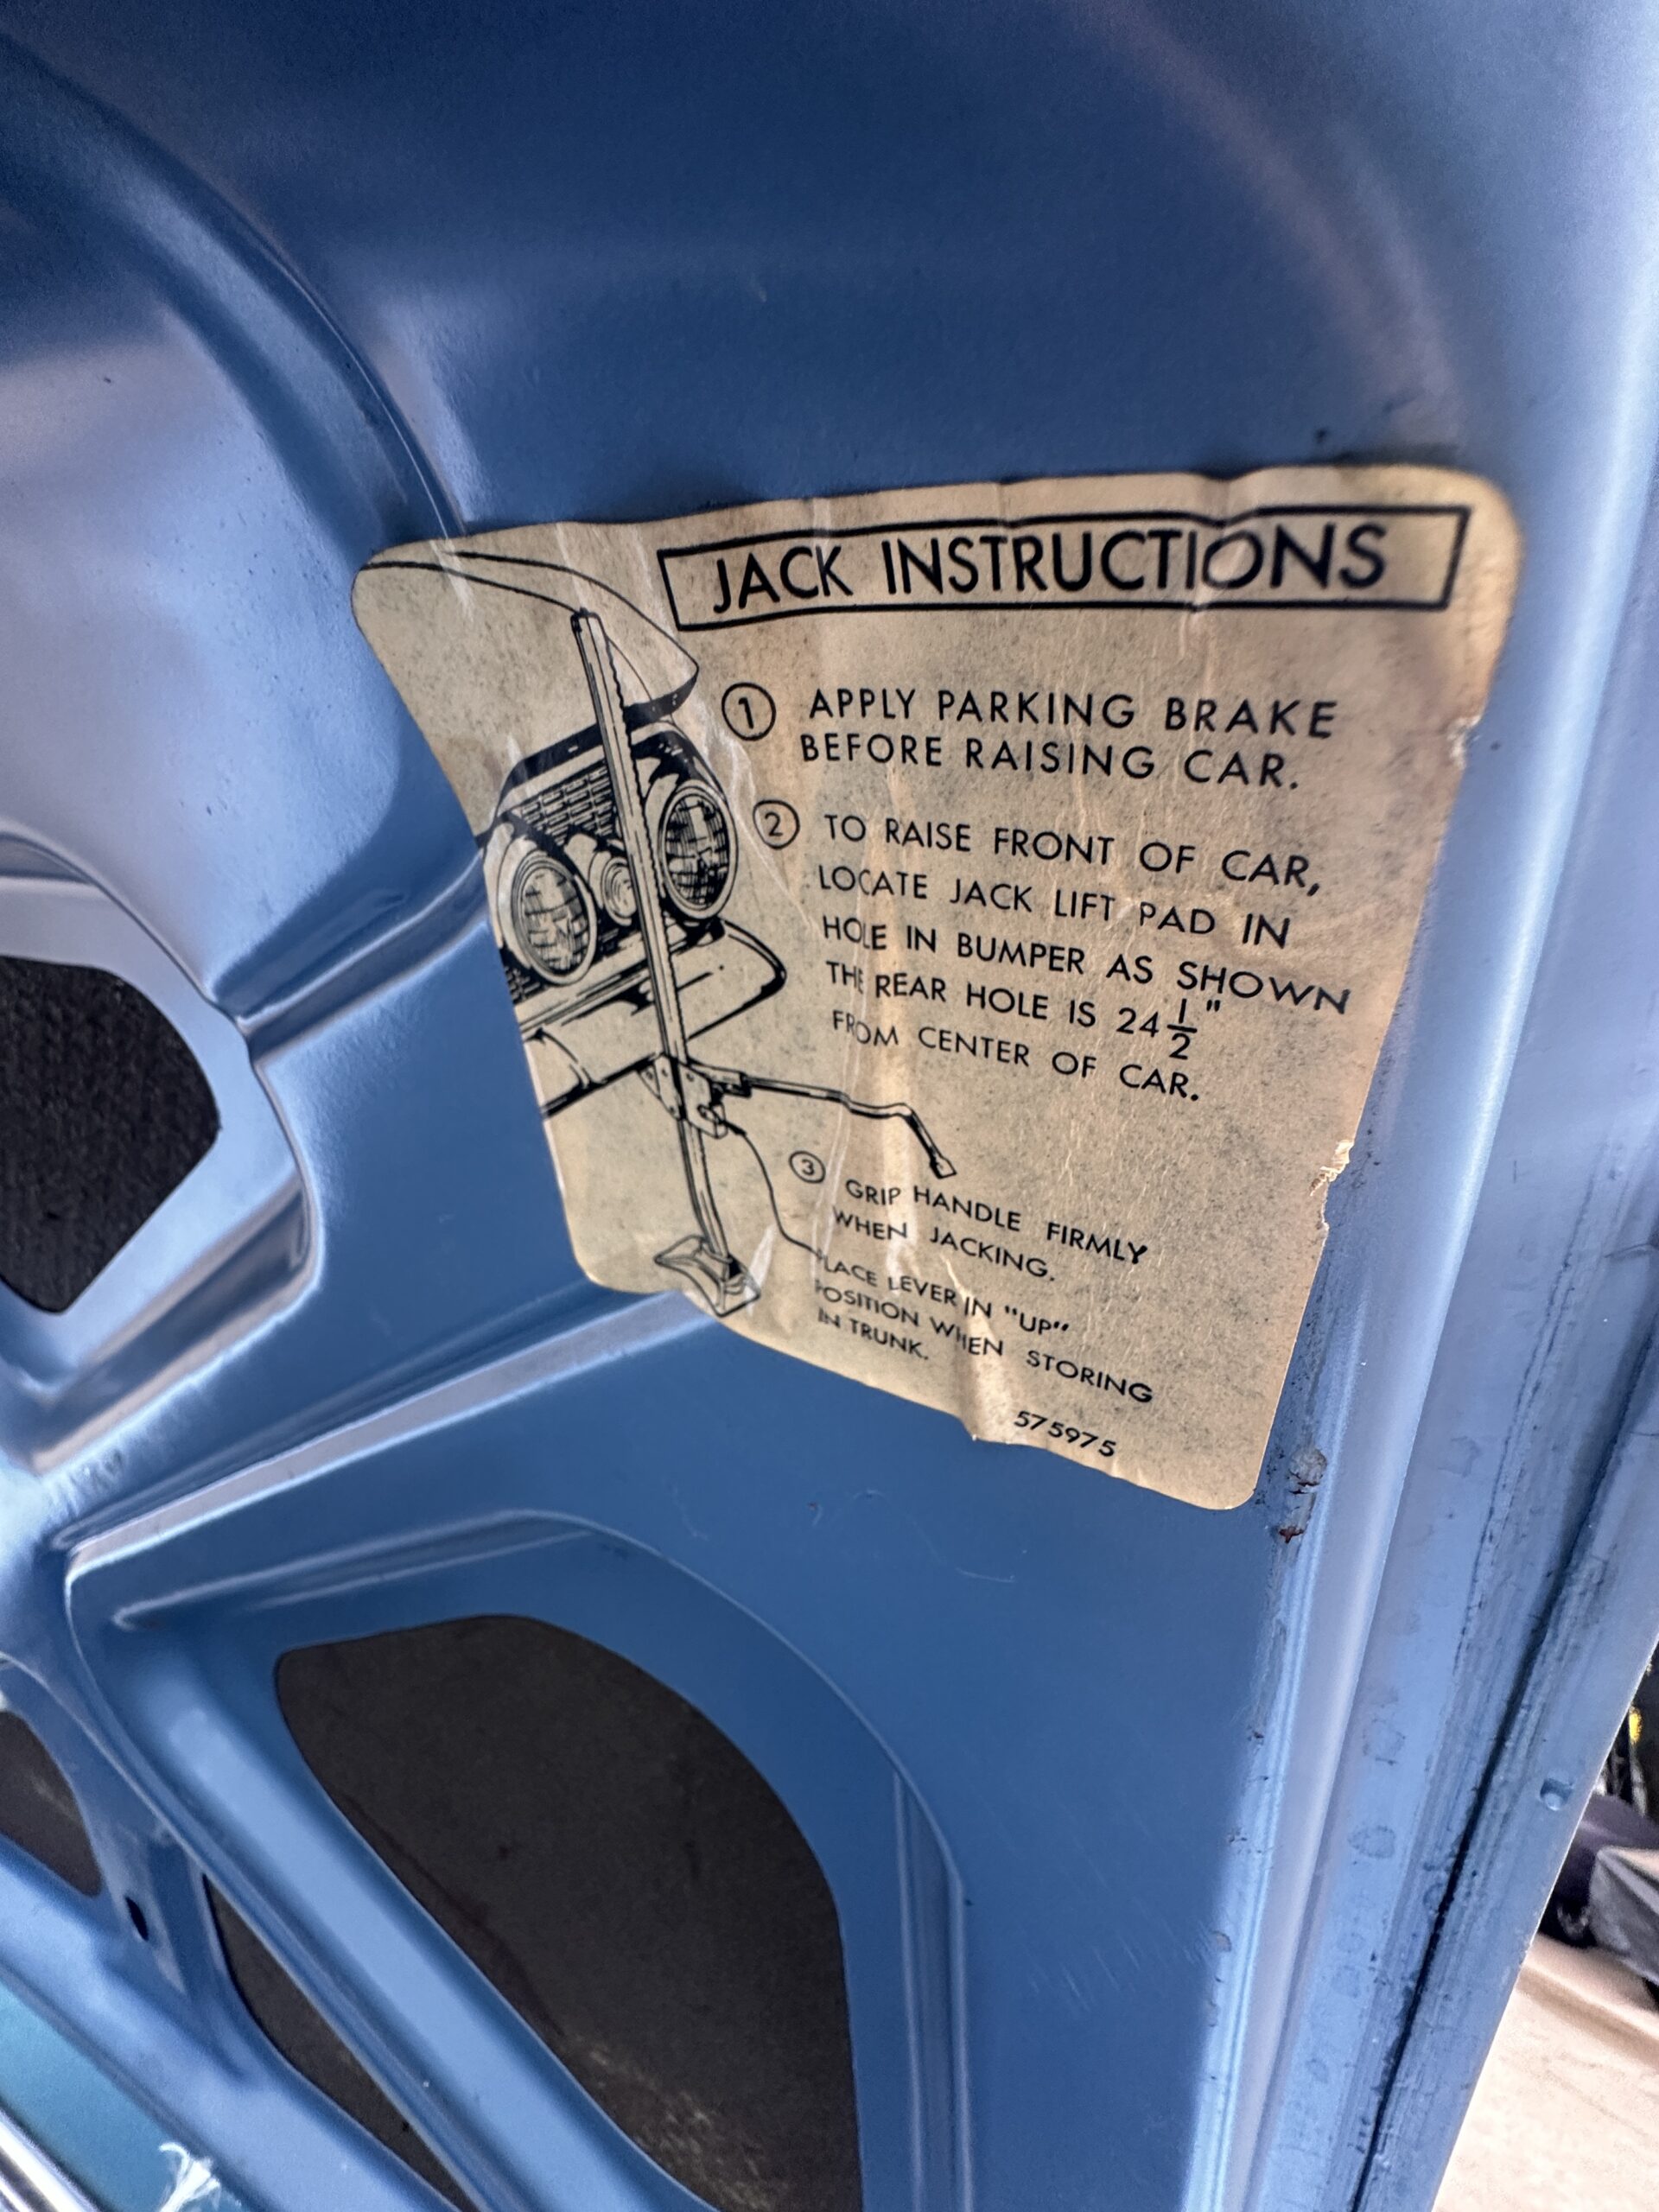 JACK INSTRUCTIONS
1 APPLY PARKING BRAKE
BEFORE RAISING CAR.
2 TO RAISE FRONT OF CAR,
LOCATE JACK LIFT PAD IN
HOLE IN BUMPER AS SHOWN
THE REAR HOLE IS 24 1/2"
FROM CENTER OF CAR.
3 GRIP HANDLE FIRMLY
WHEN JACKING.
PLACE LEVER IN "UP"
POSITION WHEN STORING
IN TRUNK.
575975